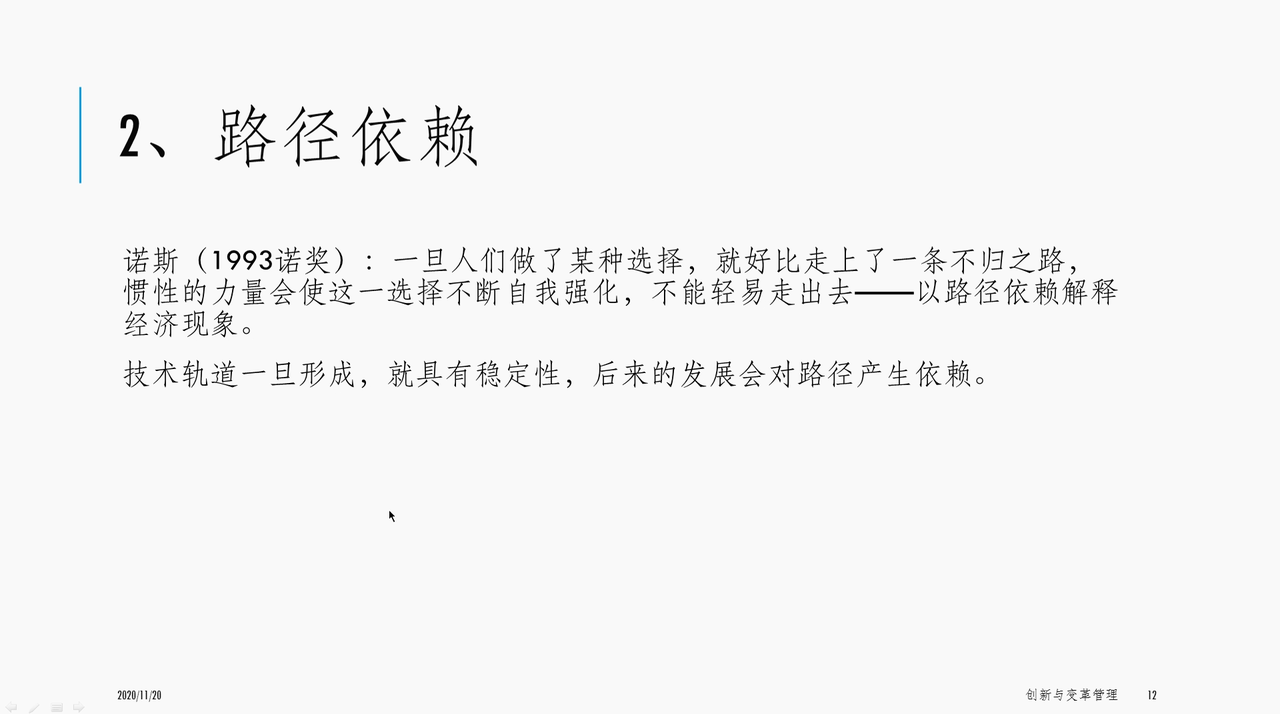 2、路径依赖
诺斯（1993诺奖）：一旦人们做了某种选择，就好比走上了一条不归之路，
惯性的力量会使这一选择不断自我强化，不能轻易走出去——以路径依赖解释
经济现象。
技术轨道一旦形成，就具有稳定性，后来的发展会对路径产生依赖。
2020/11/20
创新与变革管理
12